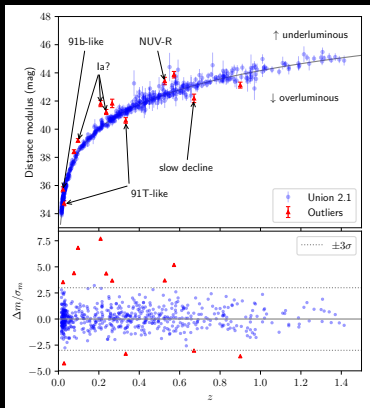 48
46
44
42
40
38
36
34
Distance modulus (mag)
91b-like
NUV-R
Ia?
↑ underluminous
↓ overluminous
slow decline
91T-like
Union 2.1
Outliers
7.5
5.0
2.5
0.0
−2.5
−5.0
Δm/σm
±3σ
0.0 0.2 0.4 0.6 0.8 1.0 1.2 1.4
z